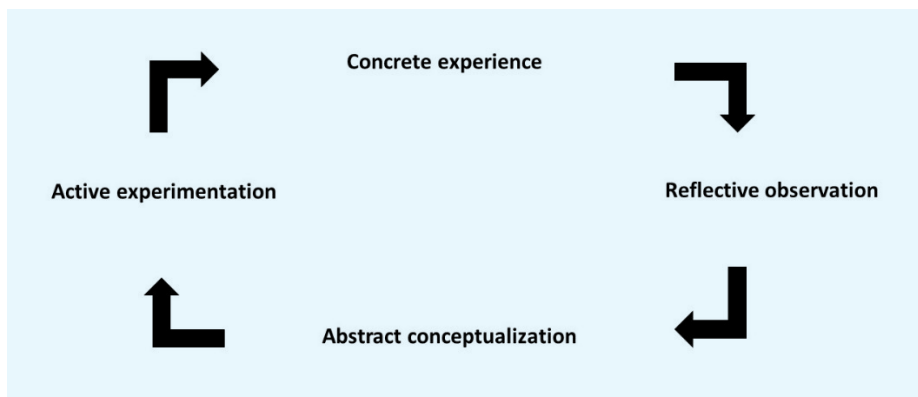 Concrete experience
Active experimentation
Reflective observation
Abstract conceptualization